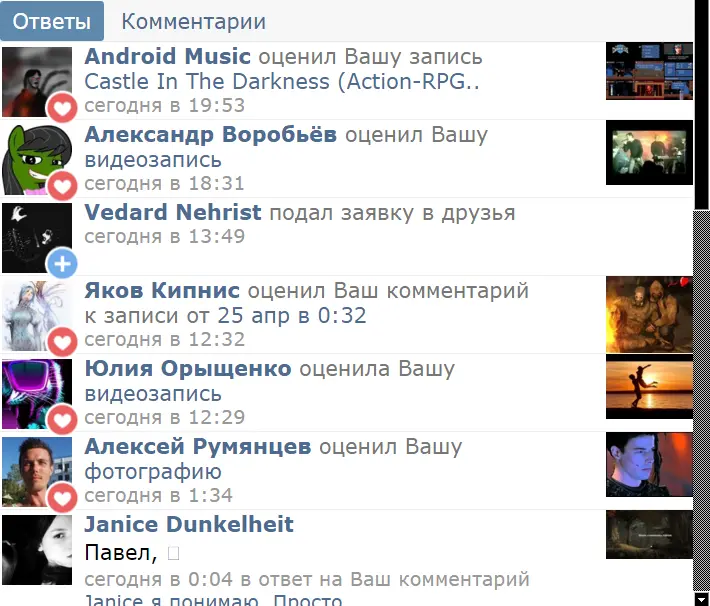 Ответы Комментарии
Android Music оценил Вашу запись
Castle In The Darkness (Action-RPG..
сегодня в 19:53
Александр Воробьёв оценил Вашу
видеозапись
сегодня в 18:31
Vedard Nehrist подал заявку в друзья
сегодня в 13:49
Яков Кипнис оценил Ваш комментарий
к записи от 25 апр в 0:32
сегодня в 12:32
Юлия Орыщенко оценила Вашу
видеозапись
сегодня в 12:29
Алексей Румянцев оценил Вашу
фотографию
сегодня в 1:34
Janice Dunkelheit
Павел,
сегодня в 0:04 в ответ на Ваш комментарий
Janice я понимаю. Просто